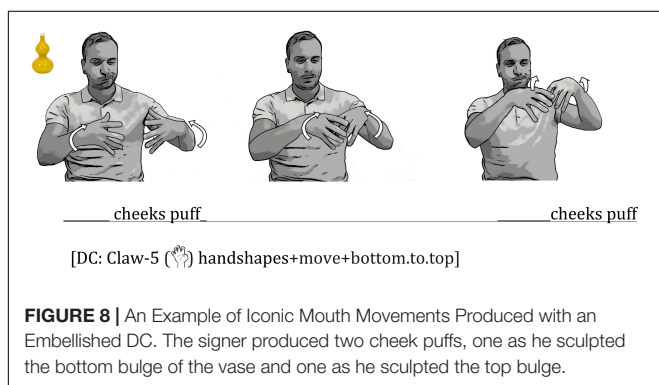 _______ cheeks puff_ _______cheeks puff
[DC: Claw-5 () handshapes+move+bottom.to.top]
FIGURE 8 | An Example of Iconic Mouth Movements Produced with an
Embellished DC. The signer produced two cheek puffs, one as he sculpted
the bottom bulge of the vase and one as he sculpted the top bulge.